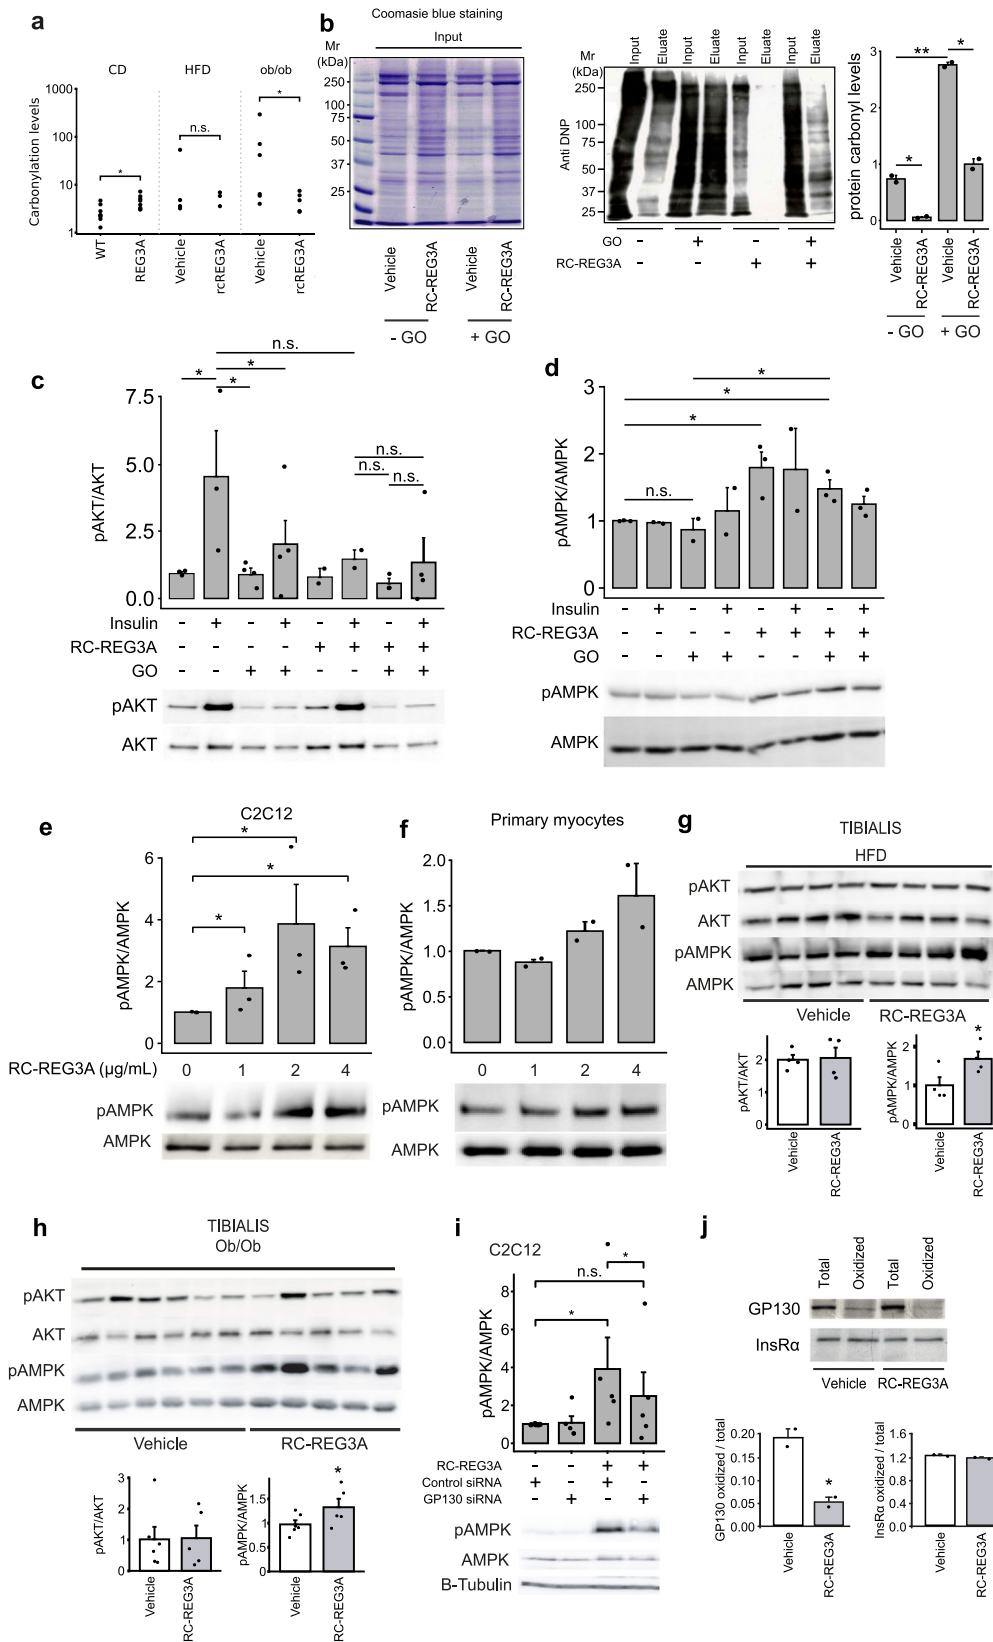 a
CD
HFD
ob/ob
Carbonylation levels
1000
100
10
1
*
n.s.
*
WT
REG3A
Vehicle
rcREG3A
Vehicle
rcREG3A
b
Coomasie blue staining
Input
Mr
(kDa)
250
100
75
50
37
25
Vehicle
RC-REG3A
Vehicle
RC-REG3A
- GO
+ GO
Input
Eluate
Input
Eluate
Input
Eluate
Input
Eluate
Mr
(kDa)
250
100
75
50
37
25
Anti DNP
GO - + - +
RC-REG3A - - + +
protein carbonyl levels
3
1
0
**
*
*
Vehicle
RC-REG3A
Vehicle
RC-REG3A
- GO
+ GO
c
n.s.
*
*
*
n.s.
n.s.
n.s.
pAKT/AKT
7.5
5.0
2.5
0.0
Insulin - + - + - + - +
RC-REG3A - - - - + + + +
GO - - + + - - + +
pAKT
AKT
d
*
*
*
n.s.
pAMPK/AMPK
3
2
1
0
Insulin - + - + - + - +
RC-REG3A - - - - + + + +
GO - - + + - - + +
pAMPK
AMPK
e
C2C12
*
*
*
pAMPK/AMPK
6
4
2
0
RC-REG3A (µg/mL) 0 1 2 4
pAMPK
AMPK
f
Primary myocytes
pAMPK/AMPK
2.0
1.5
1.0
0.5
0.0
0 1 2 4
pAMPK
AMPK
g
TIBIALIS
HFD
pAKT
AKT
pAMPK
AMPK
Vehicle RC-REG3A
pAKT/AKT
3
2
1
0
Vehicle
RC-REG3A
pAMPK/AMPK
2
1
0
*
Vehicle
RC-REG3A
h
TIBIALIS
Ob/Ob
pAKT
AKT
pAMPK
AMPK
Vehicle RC-REG3A
pAKT/AKT
3
2
1
0
Vehicle
RC-REG3A
pAMPK/AMPK
1.5
1.0
0.5
0
*
Vehicle
RC-REG3A
i
C2C12
*
n.s.
*
pAMPK/AMPK
8
6
4
2
0
RC-REG3A - - + +
Control siRNA + - + -
GP130 siRNA - + - +
pAMPK
AMPK
B-Tubulin
j
Total
Oxidized
Total
Oxidized
GP130
InsRα
Vehicle RC-REG3A
GP130 oxidized / total
0.20
0.15
0.10
0.05
0.00
*
Vehicle
RC-REG3A
InsRα oxidized / total
1.6
1.2
0.8
0.4
0.0
Vehicle
RC-REG3A